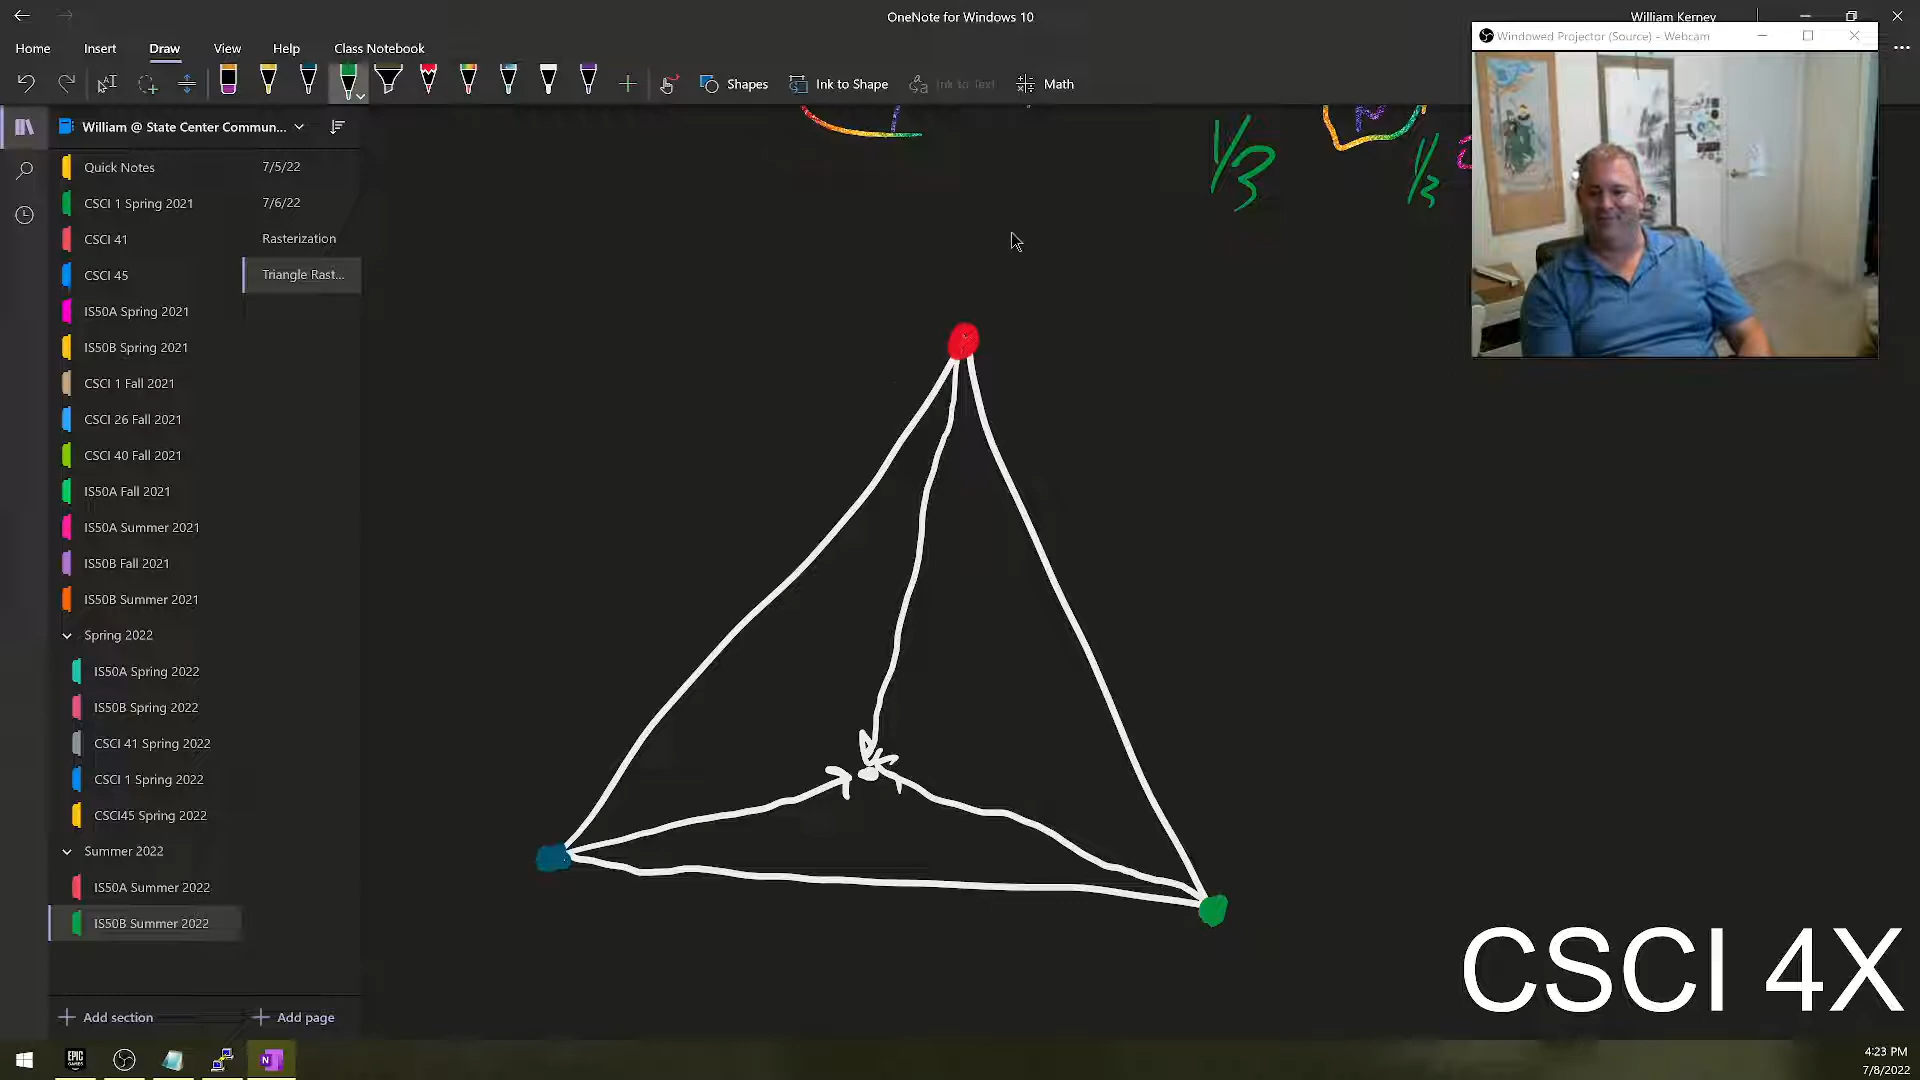 OneNote for Windows 10
William Kerney
Windowed Projector (Source) - Webcam
Home Insert Draw View Help Class Notebook
Shapes Ink to Shape Ink to Text Math
William @ State Center Commun...
Quick Notes
CSCI 1 Spring 2021
CSCI 41
CSCI 45
IS50A Spring 2021
IS50B Spring 2021
CSCI 1 Fall 2021
CSCI 26 Fall 2021
CSCI 40 Fall 2021
IS50A Fall 2021
IS50A Summer 2021
IS50B Fall 2021
IS50B Summer 2021
Spring 2022
IS50A Spring 2022
IS50B Spring 2022
CSCI 41 Spring 2022
CSCI 1 Spring 2022
CSCI45 Spring 2022
Summer 2022
IS50A Summer 2022
IS50B Summer 2022
Add section
7/5/22
7/6/22
Rasterization
Triangle Rast...
Add page
1/3
1/3
CSCI 4X
EPIC GAMES
N
4:23 PM
7/8/2022